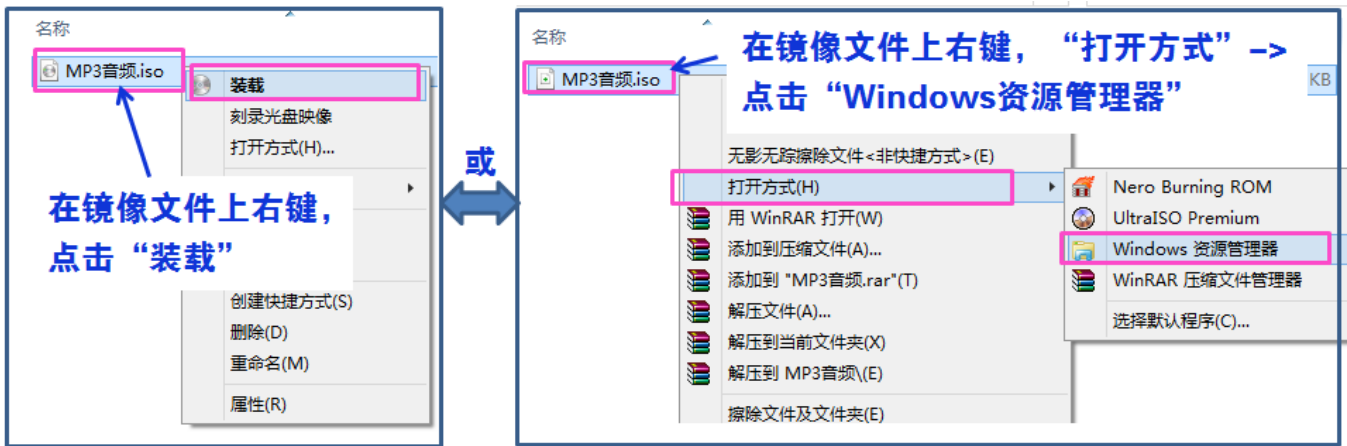 名称
MP3音频.iso
装载
刻录光盘映像
打开方式(H)...
在镜像文件上右键，
点击“装载”
创建快捷方式(S)
删除(D)
重命名(M)
属性(R)
或
名称
MP3音频.iso
KB
在镜像文件上右键，“打开方式”->
点击“Windows资源管理器”
无影无踪擦除文件<非快捷方式>(E)
打开方式(H)
用 WinRAR 打开(W)
添加到压缩文件(A)...
添加到 "MP3音频.rar"(T)
解压文件(A)...
解压到当前文件夹(X)
解压到 MP3音频\(E)
擦除文件及文件夹(E)
Nero Burning ROM
UltraISO Premium
Windows 资源管理器
WinRAR 压缩文件管理器
选择默认程序(C)...